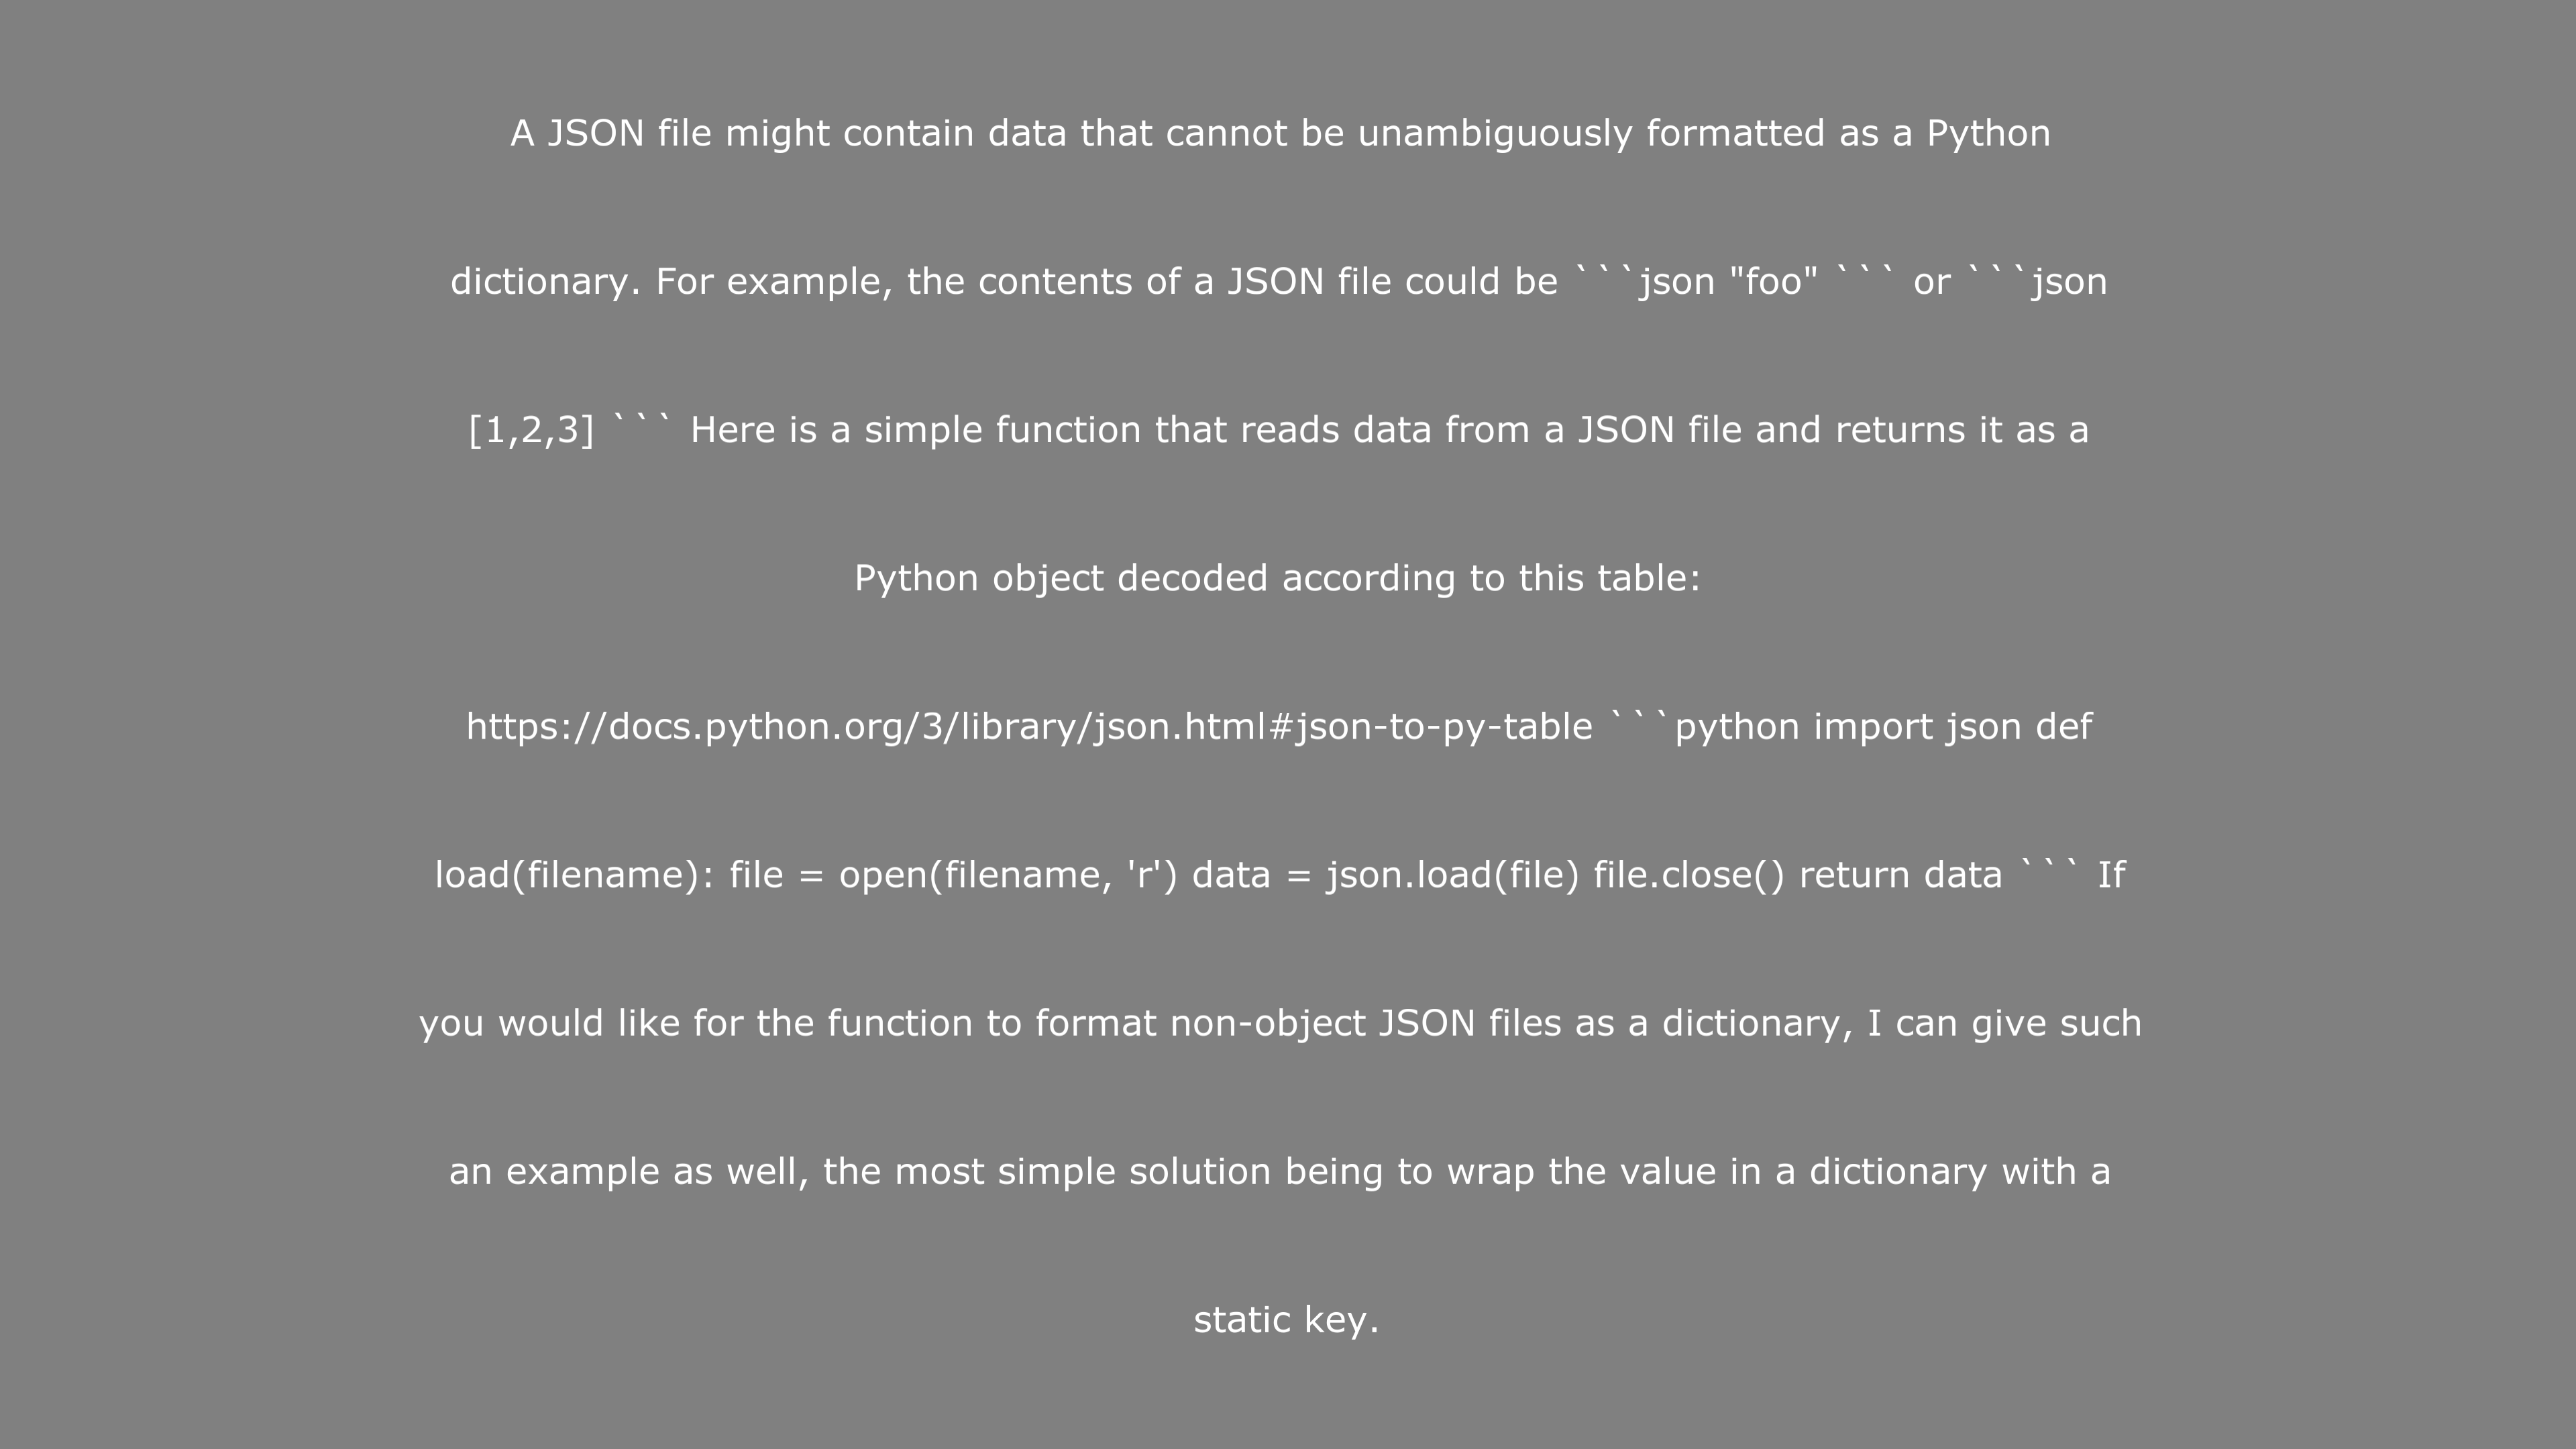 A JSON file might contain data that cannot be unambiguously formatted as a Python
dictionary. For example, the contents of a JSON file could be ```json "foo" ``` or ```json
[1,2,3] ``` Here is a simple function that reads data from a JSON file and returns it as a
Python object decoded according to this table:
https://docs.python.org/3/library/json.html#json-to-py-table ```python import json def
load(filename): file = open(filename, 'r') data = json.load(file) file.close() return data ``` If
you would like for the function to format non-object JSON files as a dictionary, I can give such
an example as well, the most simple solution being to wrap the value in a dictionary with a
static key.